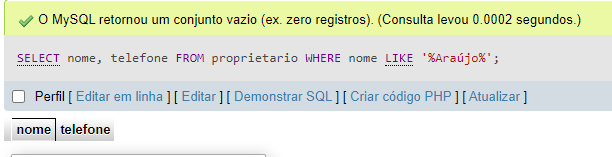 O MySQL retornou um conjunto vazio (ex. zero registros). (Consulta levou 0.0002 segundos.)
SELECT nome, telefone FROM proprietario WHERE nome LIKE '%Araújo%';
Perfil [ Editar em linha ] [ Editar ] [ Demonstrar SQL ] [ Criar código PHP ] [ Atualizar ]
nome telefone